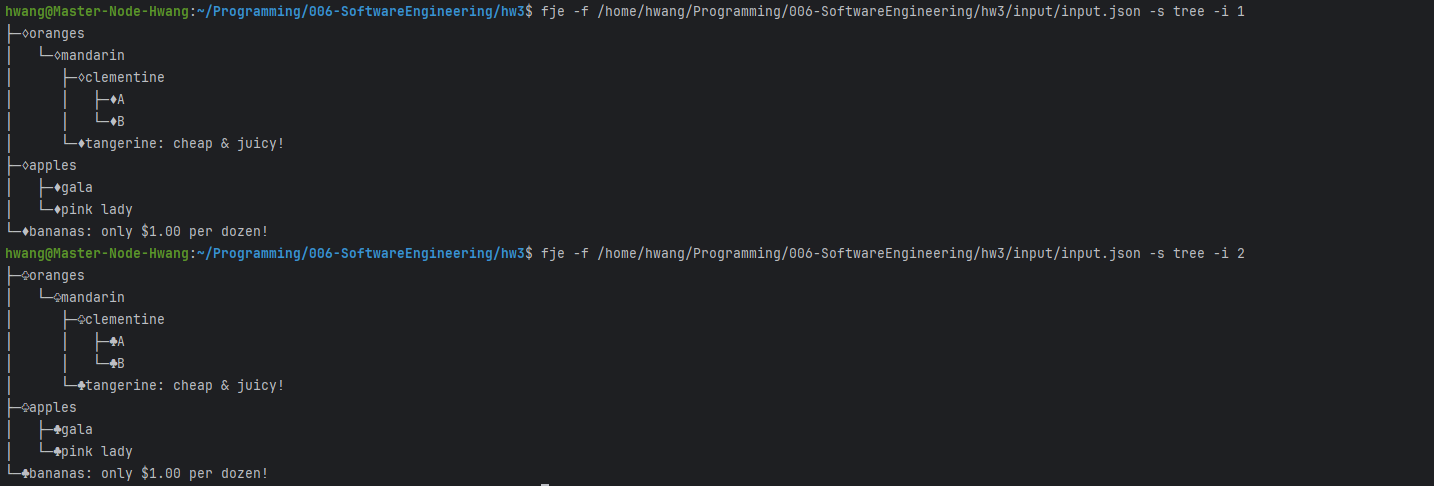 hwang@Master-Node-Hwang:~/Programming/006-SoftwareEngineering/hw3$ fje -f /home/hwang/Programming/006-SoftwareEngineering/hw3/input/input.json -s tree -i 1
├─◊oranges
│   └─◊mandarin
│      ├─◊clementine
│      │   ├─♦A
│      │   └─♦B
│      └─♦tangerine: cheap & juicy!
├─◊apples
│   ├─♦gala
│   └─♦pink lady
└─♦bananas: only $1.00 per dozen!
hwang@Master-Node-Hwang:~/Programming/006-SoftwareEngineering/hw3$ fje -f /home/hwang/Programming/006-SoftwareEngineering/hw3/input/input.json -s tree -i 2
├─♧oranges
│   └─♧mandarin
│      ├─♧clementine
│      │   ├─♣A
│      │   └─♣B
│      └─♣tangerine: cheap & juicy!
├─♧apples
│   ├─♣gala
│   └─♣pink lady
└─♣bananas: only $1.00 per dozen!